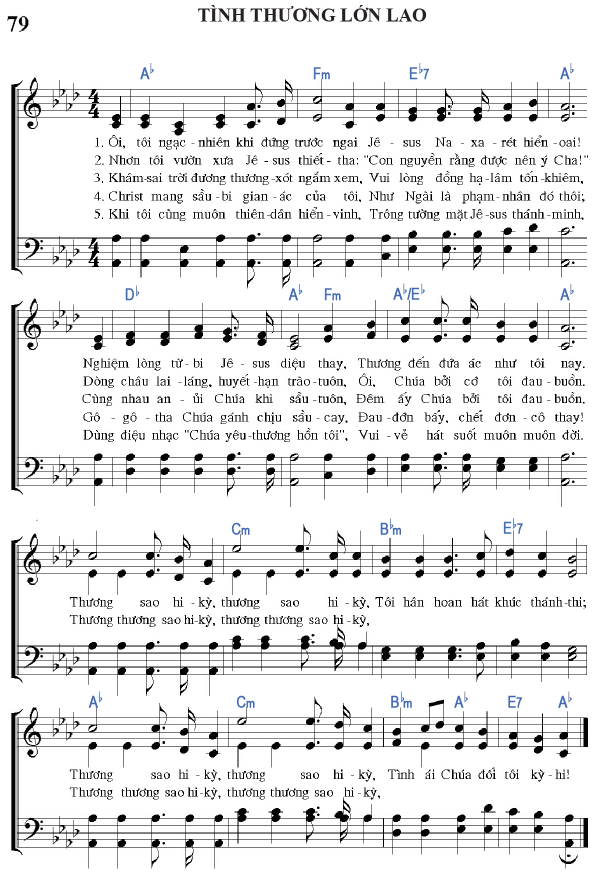 79
TÌNH THƯƠNG LỚN LAO
A♭ Fm E♭7 A♭
1. Ôi, tôi ngạc-nhiên khi đứng trước ngai Jê - sus Na - xa-rét hiển-oai!
2. Nhơn tôi vườn xưa Jê-sus thiết-tha: "Con nguyền rằng được nên ý Cha!"
3. Khâm-sai trời đương thương-xót ngắm xem, Vui lòng đồng hạ-lâm tốn-khiêm,
4. Christ mang sầu-bi gian-ác của tôi, Như Ngài là phạm-nhân đó thôi;
5. Khi tôi cùng muôn thiên-dân hiển-vinh, Trông tường mặt Jê-sus thánh-minh,
D♭ A♭ Fm A♭/E♭ A♭
Nghiệm lòng từ-bi Jê-sus diệu thay, Thương đến đứa ác như tôi nay.
Dòng châu lai-láng, huyết-hạn trào-tuôn, Ôi, Chúa bởi cớ tôi đau-buồn.
Cùng nhau an-ủi Chúa khi sầu-tuôn, Đêm ấy Chúa bởi tôi đau-buồn.
Gô-gô-tha Chúa gánh chịu sầu-cay, Đau-đớn bấy, chết đơn-cô thay!
Dùng điệu nhạc "Chúa yêu-thương hồn tôi", Vui-vẻ hát suốt muôn muôn đời.
Cm B♭m E♭7
Thương sao hi-kỳ, thương sao hi-kỳ, Tôi hân hoan hát khúc thánh-thi;
Thương thương sao hi-kỳ, thương thương sao hi-kỳ,
A♭ Cm B♭m A♭ E7 A♭
Thương sao hi-kỳ, thương sao hi-kỳ, Tình ái Chúa đối tôi kỳ-hi!
Thương thương sao hi-kỳ, thương thương sao hi-kỳ,